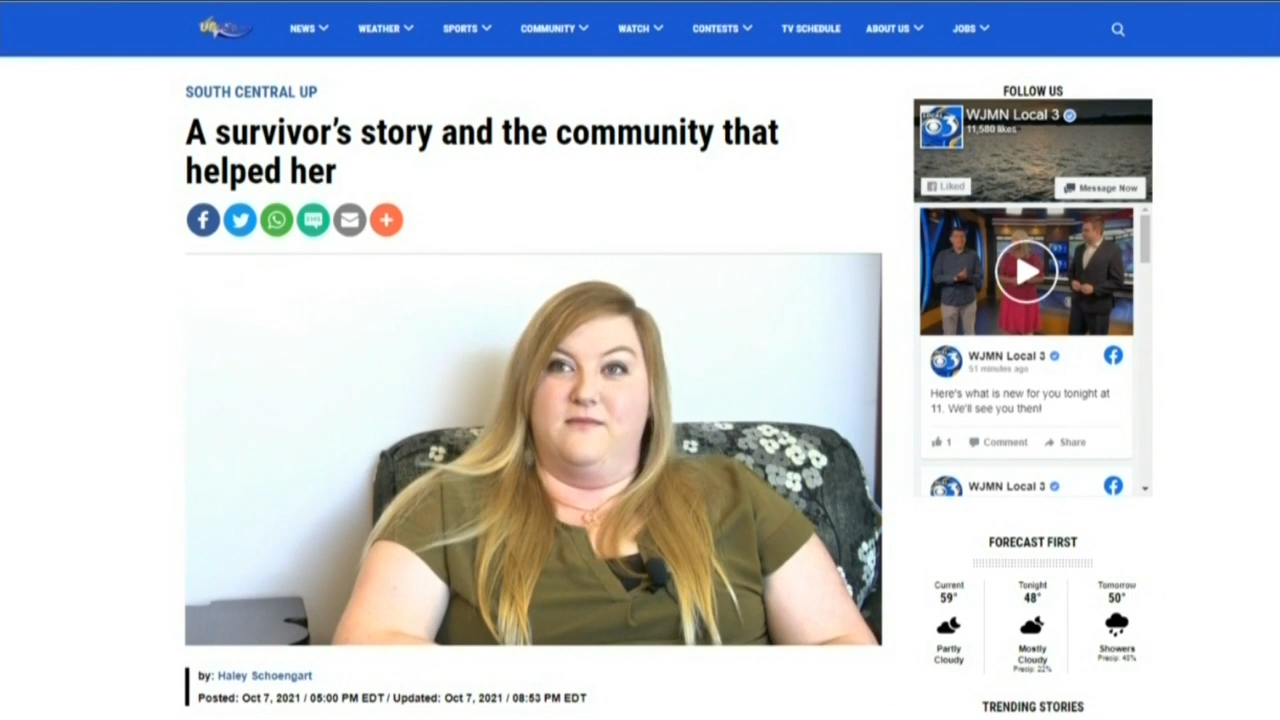 NEWS WEATHER SPORTS COMMUNITY WATCH CONTESTS TV SCHEDULE ABOUT US JOBS
SOUTH CENTRAL UP
A survivor's story and the community that
helped her
by: Haley Schoengart
Posted: Oct 7, 2021 / 05:00 PM EDT / Updated: Oct 7, 2021 / 08:53 PM EDT
FOLLOW US
WJMN Local 3
11,580 likes
Liked
Message Now
WJMN Local 3
51 minutes ago
Here's what is new for you tonight at
11. We'll see you then!
1 Comment Share
WJMN Local 3
FORECAST FIRST
Current Tonight Tomorrow
59° 48° 50°
Partly Mostly Showers
Cloudy Cloudy Precip: 48%
Precip: 22%
TRENDING STORIES